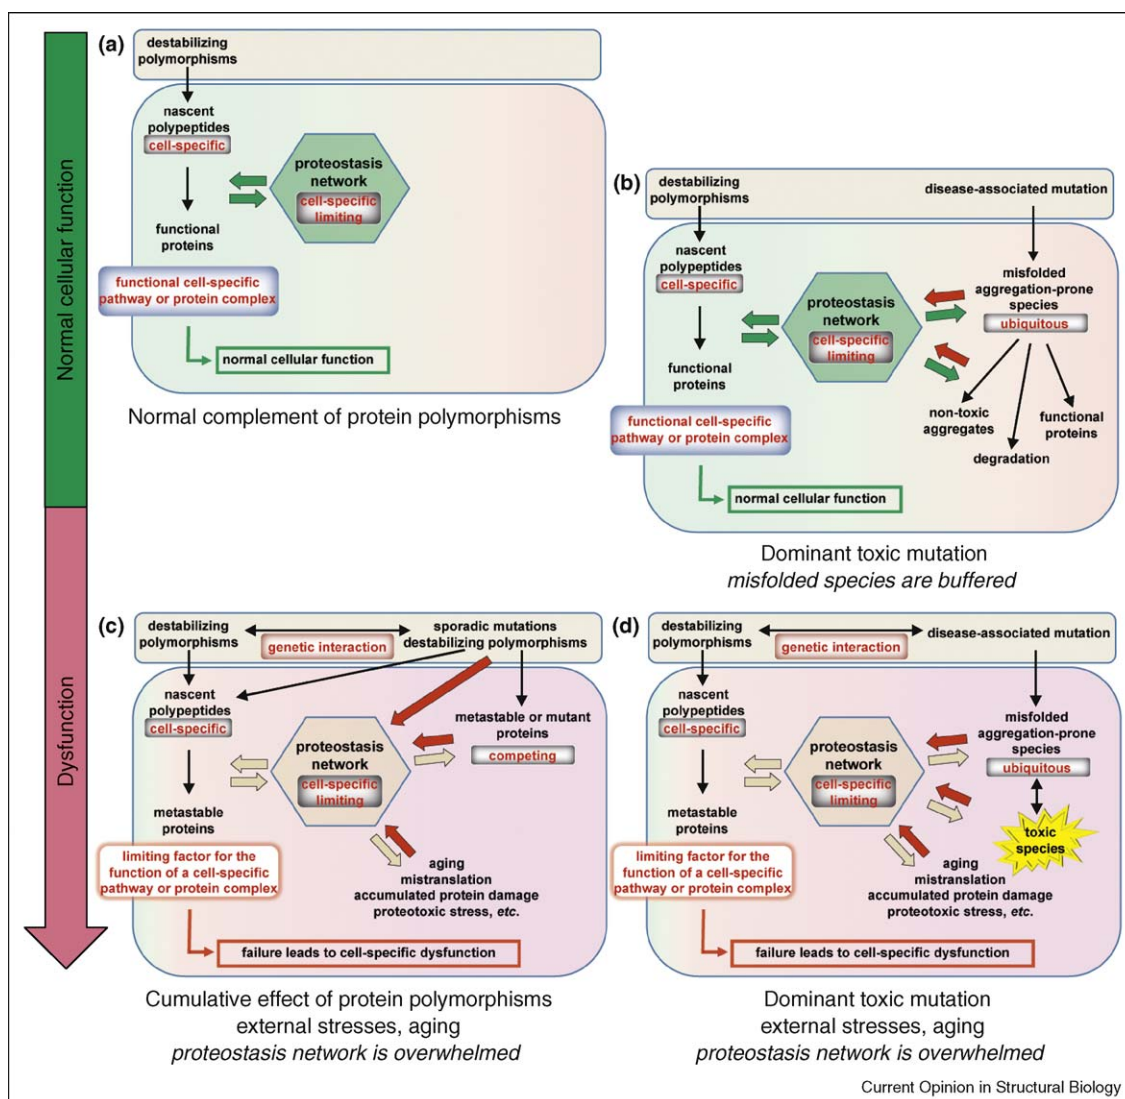 Normal cellular function
Dysfunction
(a)
destabilizing
polymorphisms
nascent
polypeptides
cell-specific
functional
proteins
functional cell-specific
pathway or protein complex
normal cellular function
proteostasis
network
cell-specific
limiting
Normal complement of protein polymorphisms
(b)
destabilizing
polymorphisms
disease-associated mutation
nascent
polypeptides
cell-specific
functional
proteins
functional cell-specific
pathway or protein complex
normal cellular function
proteostasis
network
cell-specific
limiting
misfolded
aggregation-prone
species
ubiquitous
non-toxic
aggregates
degradation
functional
proteins
Dominant toxic mutation
misfolded species are buffered
(c)
destabilizing
polymorphisms
genetic interaction
sporadic mutations
destabilizing polymorphisms
nascent
polypeptides
cell-specific
metastable
proteins
limiting factor for the
function of a cell-specific
pathway or protein complex
failure leads to cell-specific dysfunction
proteostasis
network
cell-specific
limiting
metastable or mutant
proteins
competing
aging
mistranslation
accumulated protein damage
proteotoxic stress, etc.
Cumulative effect of protein polymorphisms
external stresses, aging
proteostasis network is overwhelmed
(d)
destabilizing
polymorphisms
genetic interaction
disease-associated mutation
nascent
polypeptides
cell-specific
metastable
proteins
limiting factor for the
function of a cell-specific
pathway or protein complex
failure leads to cell-specific dysfunction
proteostasis
network
cell-specific
limiting
misfolded
aggregation-prone
species
ubiquitous
toxic
species
aging
mistranslation
accumulated protein damage
proteotoxic stress, etc.
Dominant toxic mutation
external stresses, aging
proteostasis network is overwhelmed
Current Opinion in Structural Biology